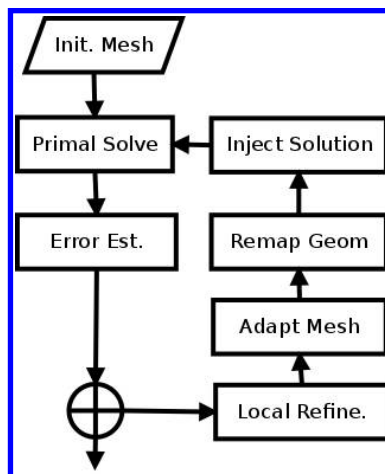 Init. Mesh
Primal Solve
Inject Solution
Error Est.
Remap Geom
Adapt Mesh
Local Refine.